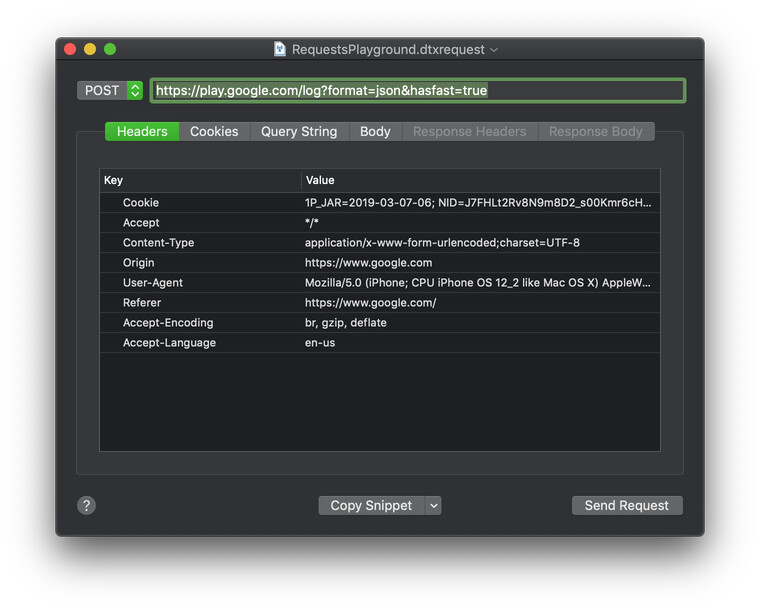 RequestsPlayground.dtxrequest
POST https://play.google.com/log?format=json&hasfast=true
Headers Cookies Query String Body Response Headers Response Body
Key Value
Cookie 1P_JAR=2019-03-07-06; NID=J7FHLt2Rv8N9m8D2_s00Kmr6cH...
Accept */*
Content-Type application/x-www-form-urlencoded;charset=UTF-8
Origin https://www.google.com
User-Agent Mozilla/5.0 (iPhone; CPU iPhone OS 12_2 like Mac OS X) AppleW...
Referer https://www.google.com/
Accept-Encoding br, gzip, deflate
Accept-Language en-us
? Copy Snippet Send Request